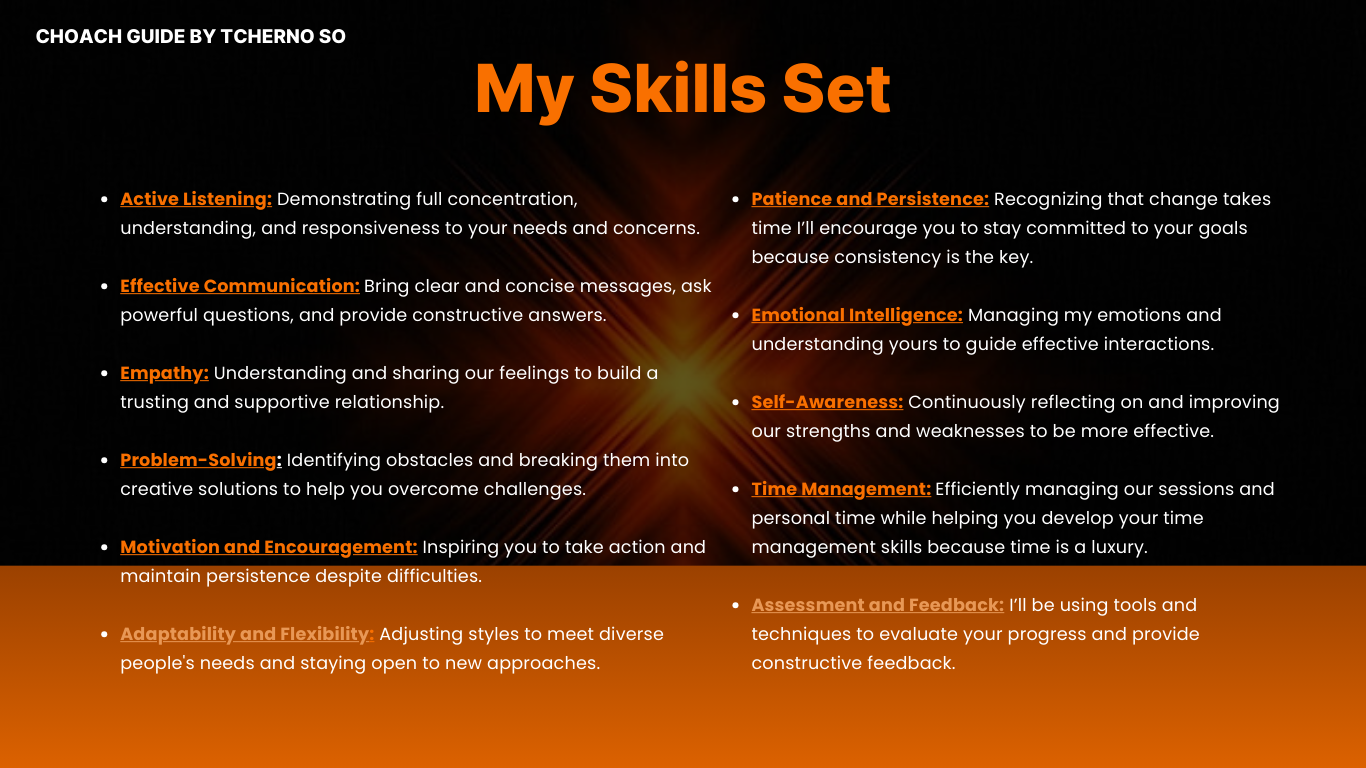 CHOACH GUIDE BY TCHERNO SO
My Skills Set
• Active Listening: Demonstrating full concentration,
understanding, and responsiveness to your needs and concerns.
• Effective Communication: Bring clear and concise messages, ask
powerful questions, and provide constructive answers.
• Empathy: Understanding and sharing our feelings to build a
trusting and supportive relationship.
• Problem-Solving: Identifying obstacles and breaking them into
creative solutions to help you overcome challenges.
• Motivation and Encouragement: Inspiring you to take action and
maintain persistence despite difficulties.
• Adaptability and Flexibility: Adjusting styles to meet diverse
people's needs and staying open to new approaches.
• Patience and Persistence: Recognizing that change takes
time I’ll encourage you to stay committed to your goals
because consistency is the key.
• Emotional Intelligence: Managing my emotions and
understanding yours to guide effective interactions.
• Self-Awareness: Continuously reflecting on and improving
our strengths and weaknesses to be more effective.
• Time Management: Efficiently managing our sessions and
personal time while helping you develop your time
management skills because time is a luxury.
• Assessment and Feedback: I’ll be using tools and
techniques to evaluate your progress and provide
constructive feedback.